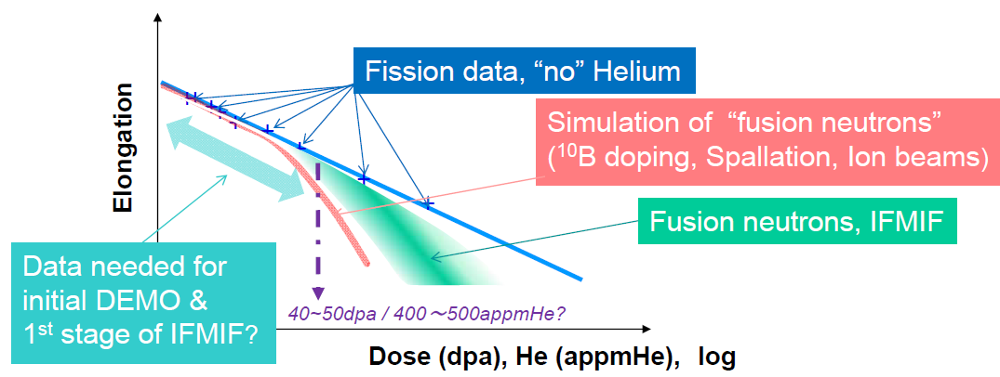 Elongation
Fission data, “no” Helium
Simulation of “fusion neutrons”
(¹⁰B doping, Spallation, Ion beams)
Fusion neutrons, IFMIF
Data needed for
initial DEMO &
1ˢᵗ stage of IFMIF?
40~50dpa / 400～500appmHe?
Dose (dpa), He (appmHe), log